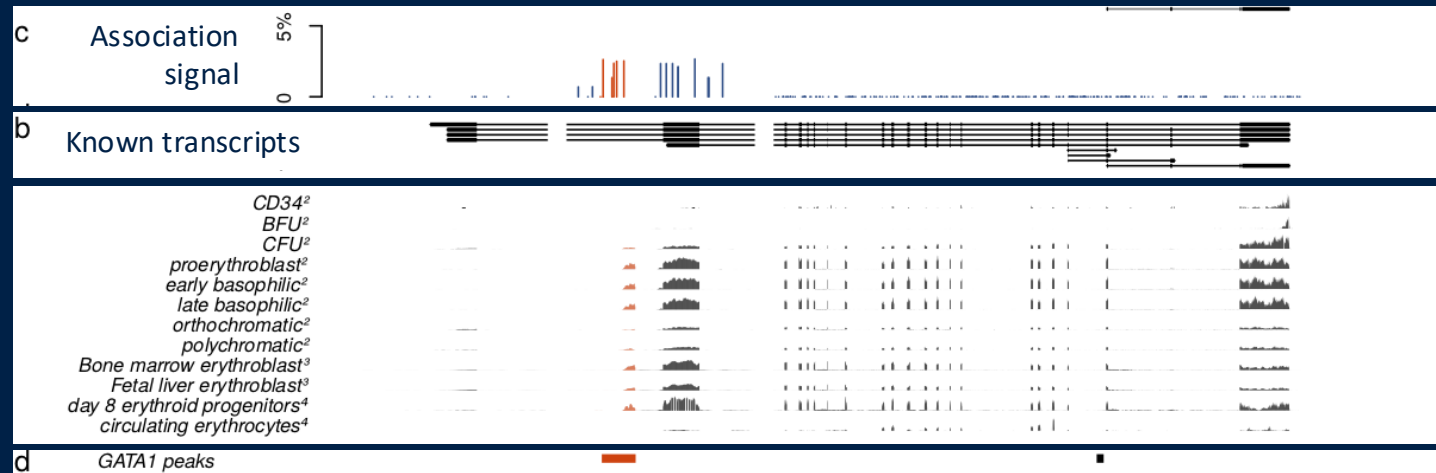 c
Association
signal
5%
0
b
Known transcripts
CD34²
BFU²
CFU²
proerythroblast²
early basophilic²
late basophilic²
orthochromatic²
polychromatic²
Bone marrow erythroblast³
Fetal liver erythroblast³
day 8 erythroid progenitors⁴
circulating erythrocytes⁴
d
GATA1 peaks